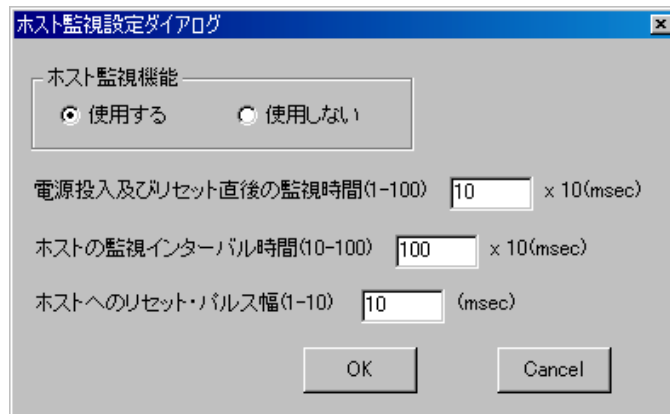 ホスト監視設定ダイアログ
ホスト監視機能
使用する 使用しない
電源投入及びリセット直後の監視時間(1-100) 10 x 10(msec)
ホストの監視インターバル時間(10-100) 100 x 10(msec)
ホストへのリセット・パルス幅(1-10) 10 (msec)
OK Cancel